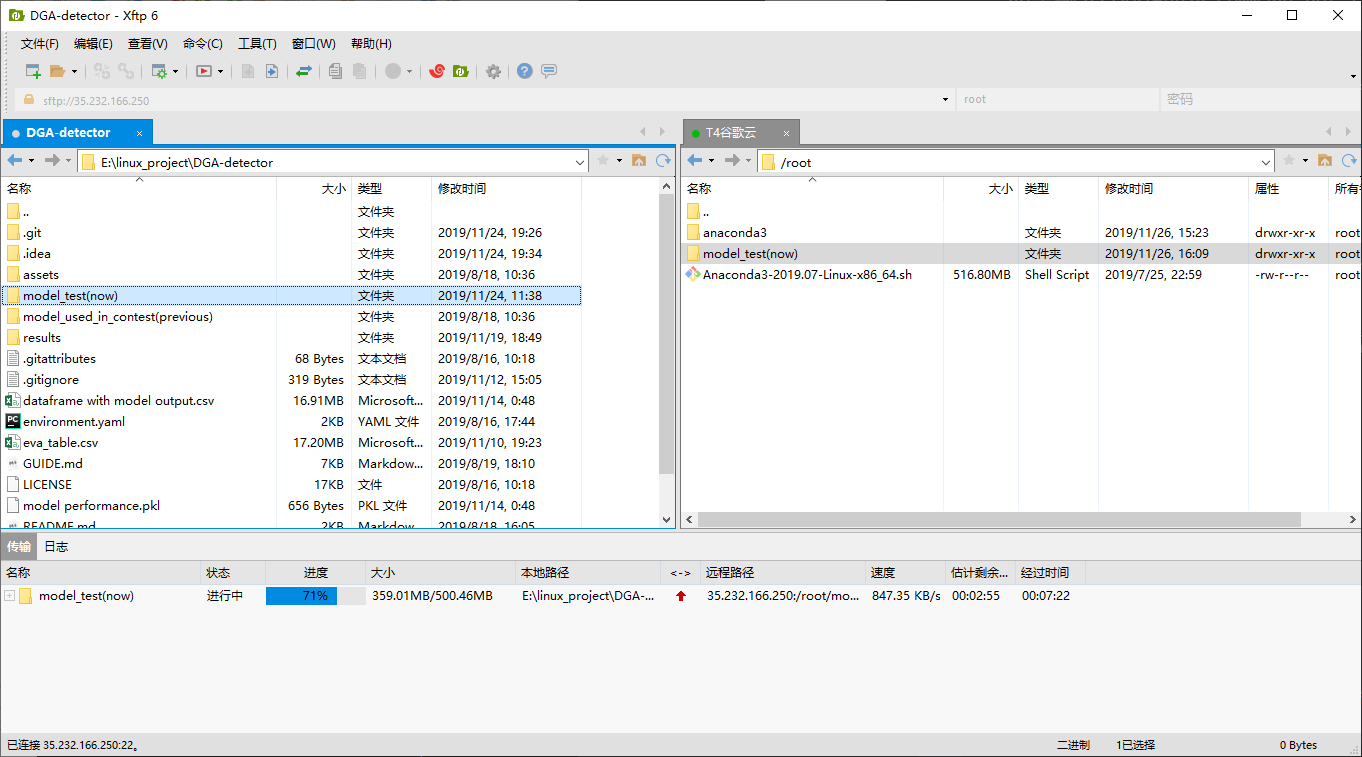 DGA-detector - Xftp 6
文件(F) 编辑(E) 查看(V) 命令(C) 工具(T) 窗口(W) 帮助(H)
sftp://35.232.166.250 root 密码
DGA-detector × T4谷歌云 ×
E:\linux_project\DGA-detector /root
名称 大小 类型 修改时间
..  文件夹
.git 文件夹 2019/11/24, 19:26
.idea 文件夹 2019/11/24, 19:34
assets 文件夹 2019/8/18, 10:36
model_test(now) 文件夹 2019/11/24, 11:38
model_used_in_contest(previous) 文件夹 2019/8/18, 10:36
results 文件夹 2019/11/19, 18:49
.gitattributes 68 Bytes 文本文档 2019/8/16, 10:18
.gitignore 319 Bytes 文本文档 2019/11/12, 15:05
dataframe with model output.csv 16.91MB Microsoft... 2019/11/14, 0:48
environment.yaml 2KB YAML 文件 2019/8/16, 17:44
eva_table.csv 17.20MB Microsoft... 2019/11/10, 19:23
GUIDE.md 7KB Markdow... 2019/8/19, 18:10
LICENSE 17KB 文件 2019/8/16, 10:18
model performance.pkl 656 Bytes PKL 文件 2019/11/14, 0:48
README.md 2KB Markdow... 2019/8/18, 16:05
名称 大小 类型 修改时间 属性 所有
..
anaconda3 文件夹 2019/11/26, 15:23 drwxr-xr-x root
model_test(now) 文件夹 2019/11/26, 16:09 drwxr-xr-x root
Anaconda3-2019.07-Linux-x86_64.sh 516.80MB Shell Script 2019/7/25, 22:59 -rw-r--r-- root
传输 日志
名称 状态 进度 大小 本地路径 <-> 远程路径 速度 估计剩余... 经过时间
model_test(now) 进行中 71% 359.01MB/500.46MB E:\linux_project\DGA-... 35.232.166.250:/root/mo... 847.35 KB/s 00:02:55 00:07:22
已连接 35.232.166.250:22。 二进制 1已选择 0 Bytes